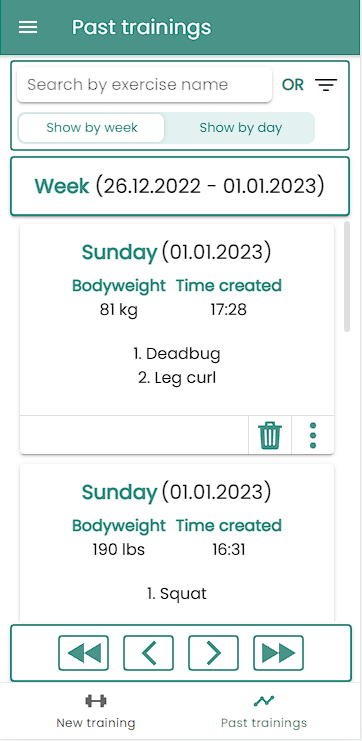 Past trainings
Search by exercise name OR
Show by week Show by day
Week (26.12.2022 - 01.01.2023)
Sunday (01.01.2023)
Bodyweight Time created
81 kg 17:28
1. Deadbug
2. Leg curl
Sunday (01.01.2023)
Bodyweight Time created
190 lbs 16:31
1. Squat
New training Past trainings